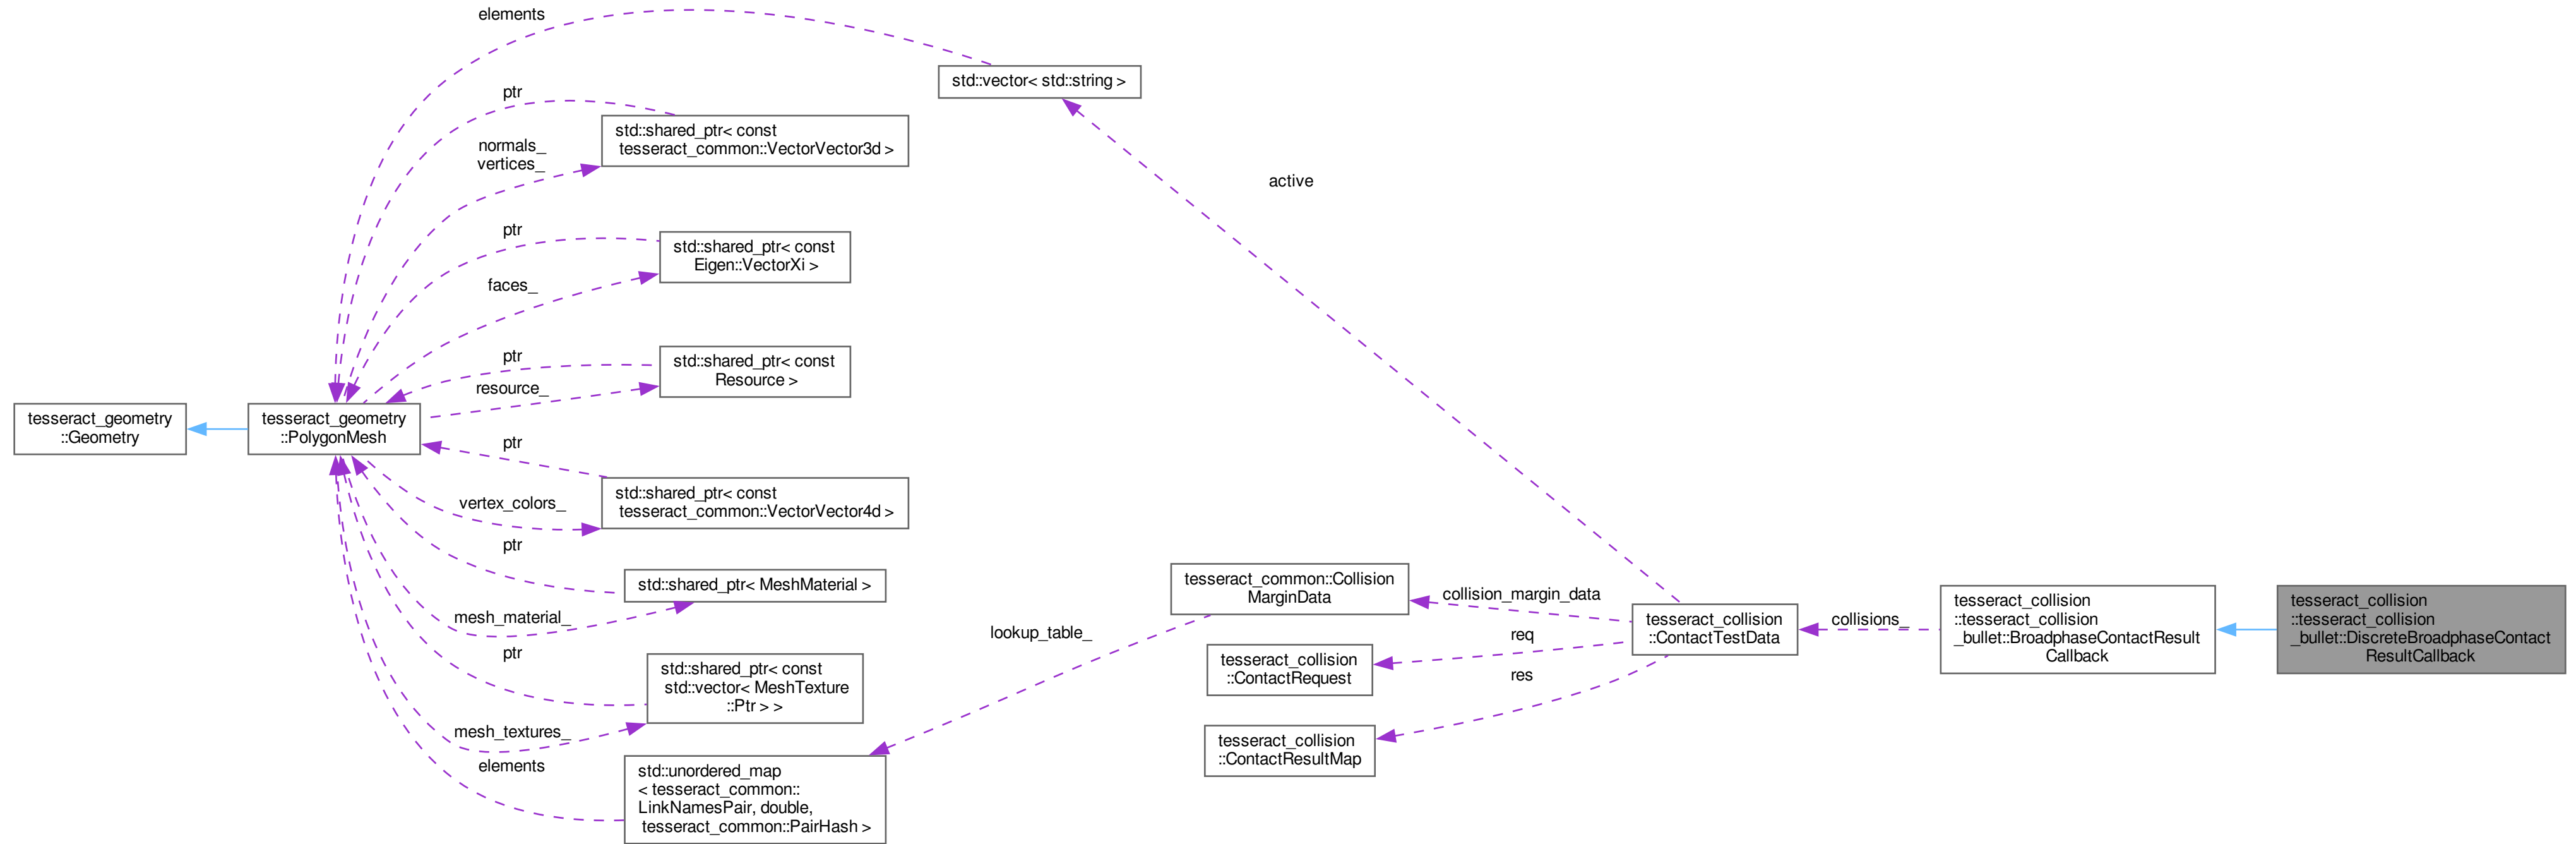 elements
std::vector< std::string >
ptr
std::shared_ptr< const
tesseract_common::VectorVector3d >
normals_
vertices_
active
ptr
std::shared_ptr< const
Eigen::VectorXi >
faces_
ptr
std::shared_ptr< const
Resource >
resource_
tesseract_geometry
::Geometry
tesseract_geometry
::PolygonMesh
ptr
std::shared_ptr< const
tesseract_common::VectorVector4d >
vertex_colors_
ptr
std::shared_ptr< MeshMaterial >
mesh_material_
ptr
std::shared_ptr< const
std::vector< MeshTexture
::Ptr > >
mesh_textures_
elements
std::unordered_map
< tesseract_common::
LinkNamesPair, double,
tesseract_common::PairHash >
lookup_table_
tesseract_common::Collision
MarginData
collision_margin_data
req
tesseract_collision
::ContactRequest
res
tesseract_collision
::ContactResultMap
tesseract_collision
::ContactTestData
collisions_
tesseract_collision
::tesseract_collision
_bullet::BroadphaseContactResult
Callback
tesseract_collision
::tesseract_collision
_bullet::DiscreteBroadphaseContact
ResultCallback